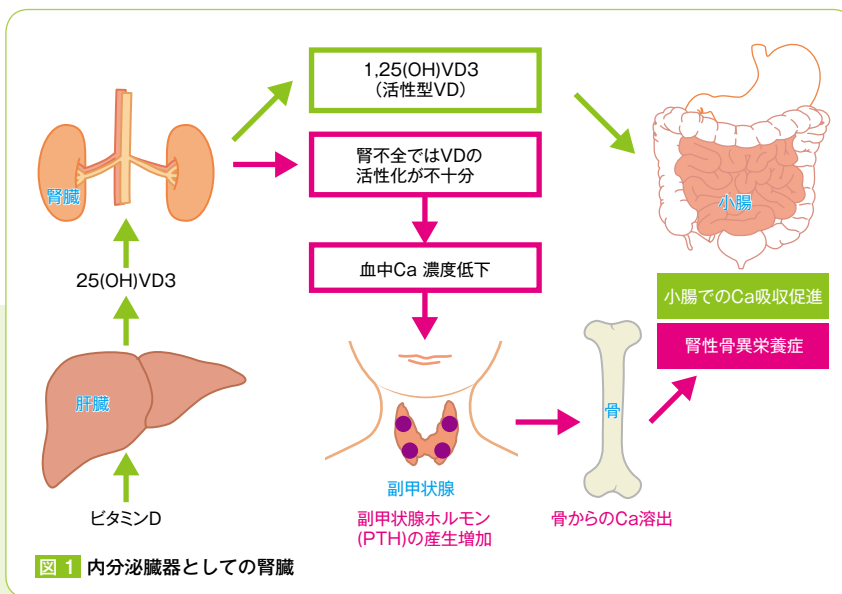 1,25(OH)VD3
（活性型VD）
腎不全ではVDの
活性化が不十分
腎臓
小腸
血中Ca 濃度低下
25(OH)VD3
小腸でのCa吸収促進
腎性骨異栄養症
肝臓
骨
副甲状腺
ビタミンD
副甲状腺ホルモン
(PTH)の産生増加
骨からのCa溶出
図 1 内分泌臓器としての腎臓